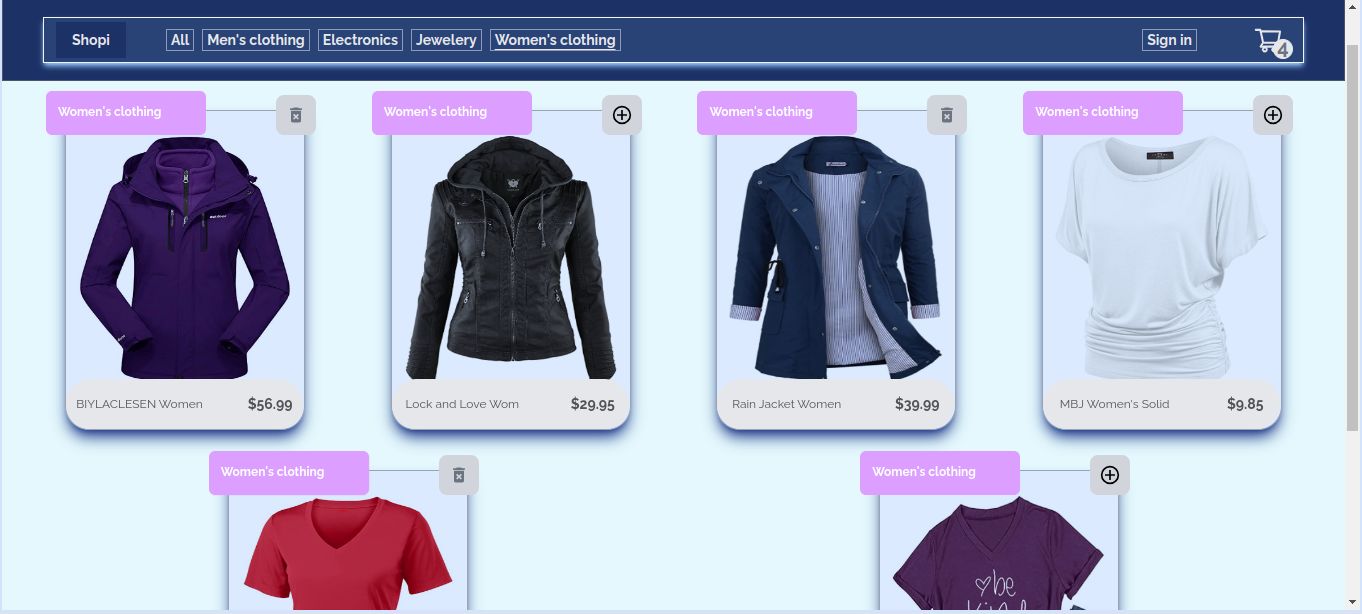 Shopi All Men's clothing Electronics Jewelery Women's clothing Sign in 4
Women's clothing Women's clothing Women's clothing Women's clothing
BIYLACLESEN Women $56.99 Lock and Love Wom $29.95 Rain Jacket Women $39.99 MBJ Women's Solid $9.85
Women's clothing Women's clothing
be